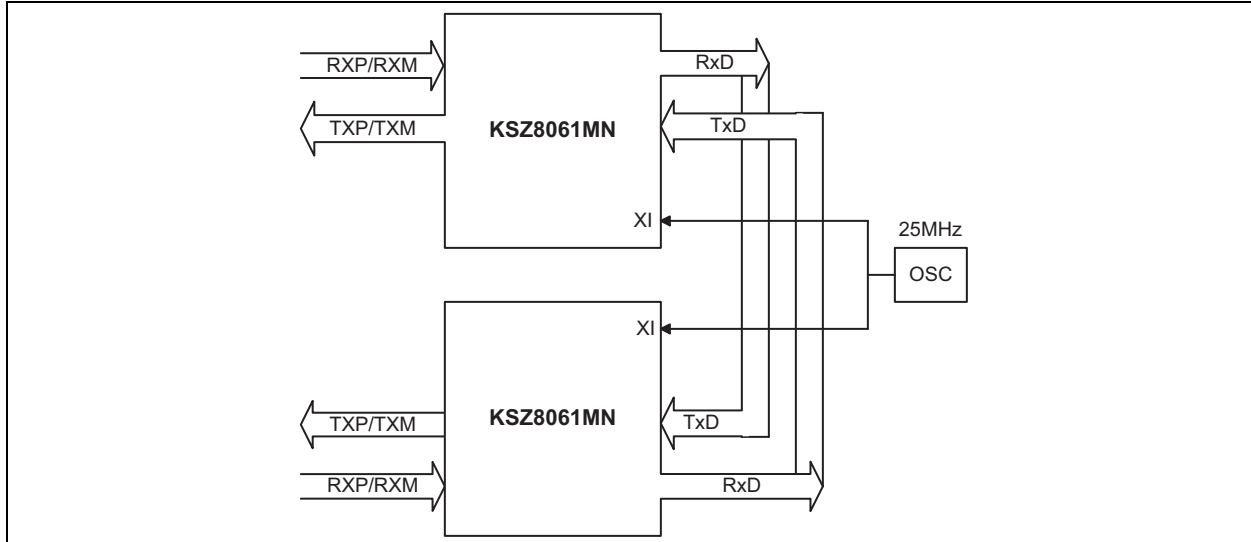 RXP/RXM
RxD
TXP/TXM
KSZ8061MN
TxD
XI
25MHz
OSC
XI
TXP/TXM
KSZ8061MN
TxD
RXP/RXM
RxD